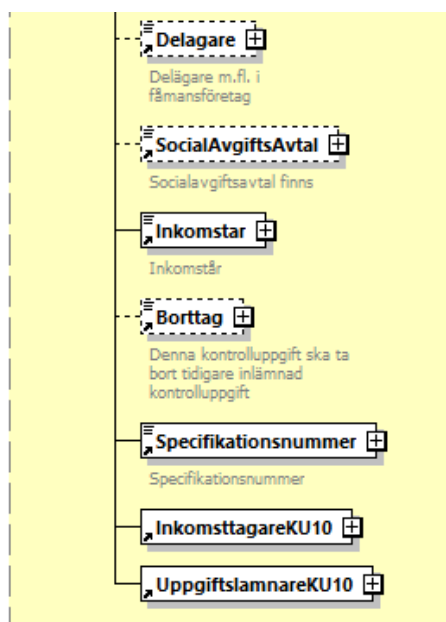 Delagare
Delägare m.fl. i
fåmansföretag
SocialAvgiftsAvtal
Socialavgiftsavtal finns
Inkomstar
Inkomstår
Borttag
Denna kontrolluppgift ska ta
bort tidigare inlämnad
kontrolluppgift
Specifikationsnummer
Specifikationsnummer
InkomsttagareKU10
UppgiftslamnareKU10